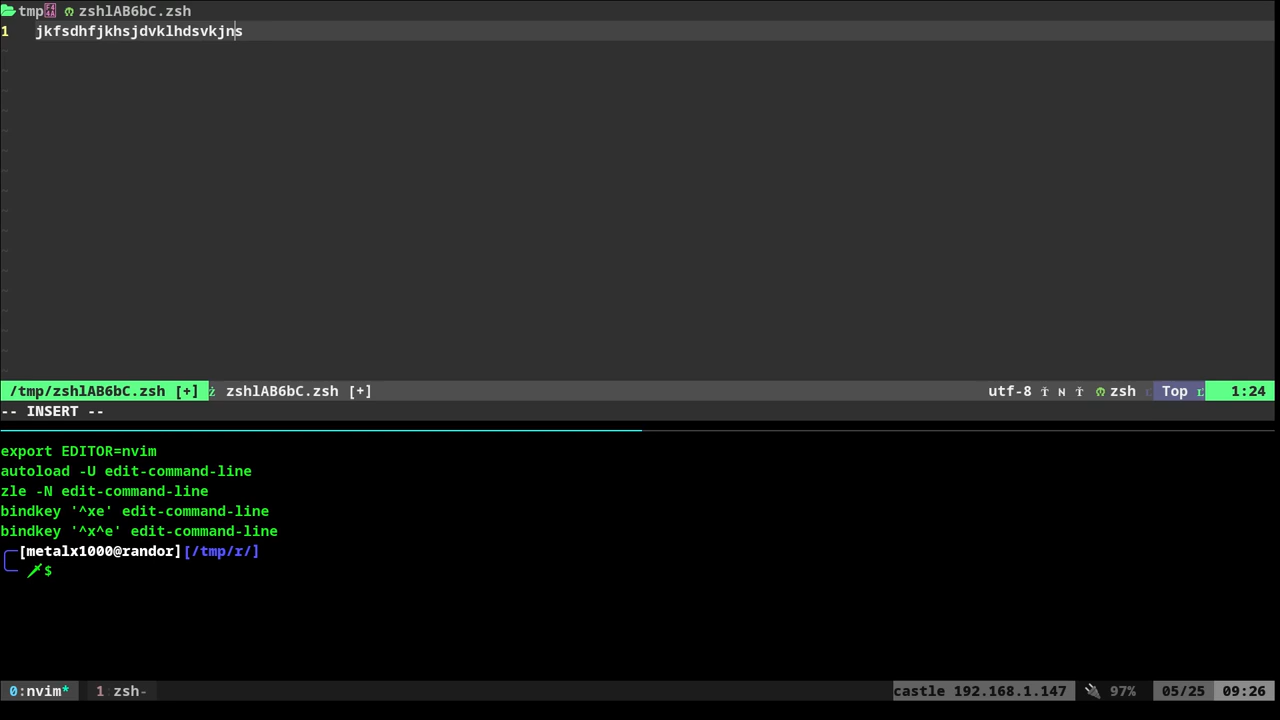 tmp zshlAB6bC.zsh
1 jkfsdhfjkhsjdvklhdsvkjns
/tmp/zshlAB6bC.zsh [+] zshlAB6bC.zsh [+] utf-8 zsh Top 1:24
-- INSERT --
export EDITOR=nvim
autoload -U edit-command-line
zle -N edit-command-line
bindkey '^xe' edit-command-line
bindkey '^x^e' edit-command-line
[metalx1000@randor][/tmp/r/]
$
0:nvim* 1:zsh- castle 192.168.1.147 97% 05/25 09:26